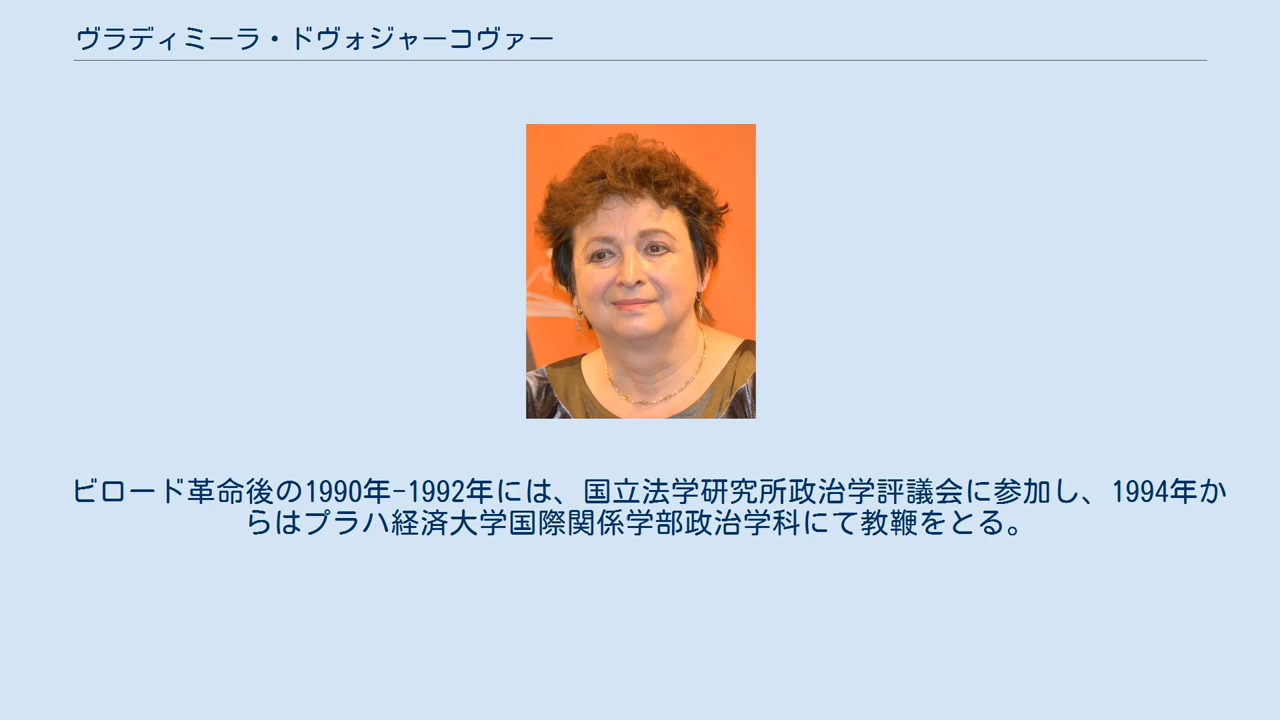 ヴラディミーラ・ドヴォジャーコヴァー
ビロード革命後の1990年-1992年には、国立法学研究所政治学評議会に参加し、1994年か
らはプラハ経済大学国際関係学部政治学科にて教鞭をとる。